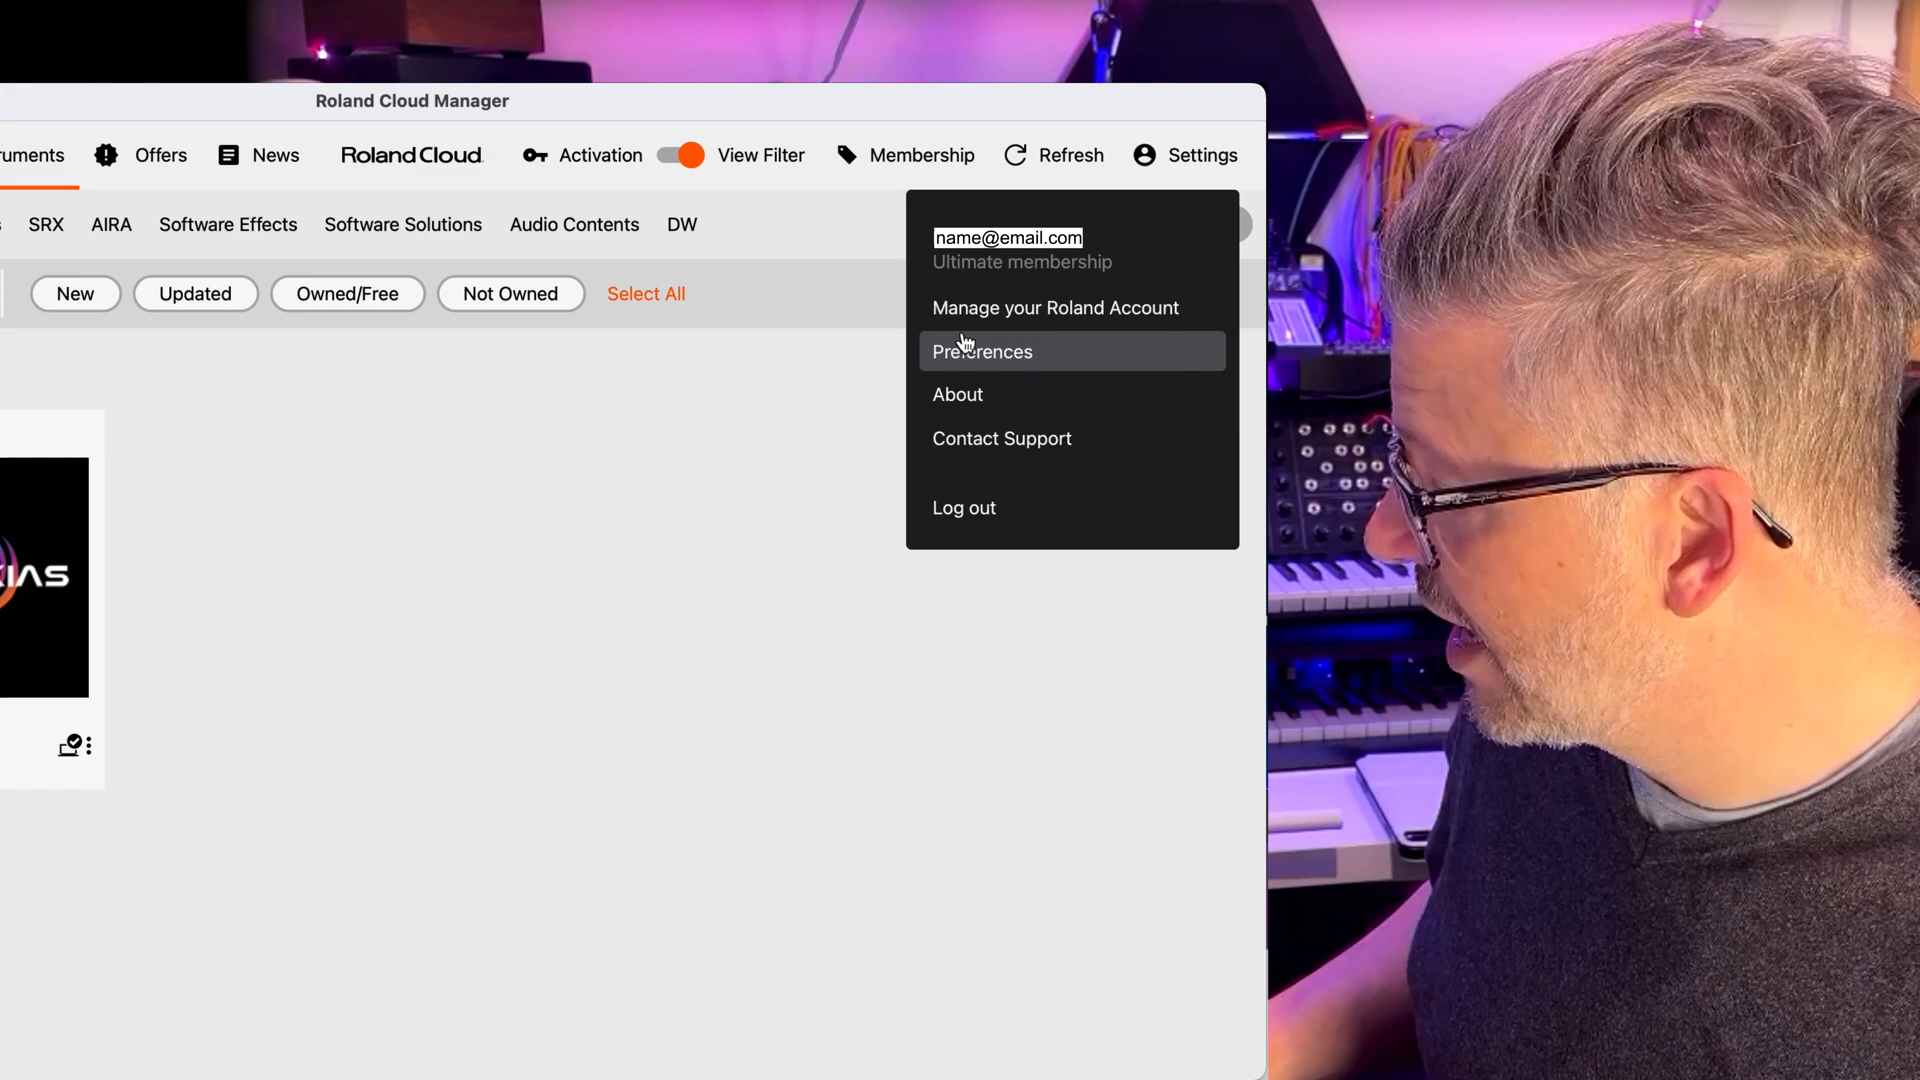 Roland Cloud Manager
uments Offers News Roland Cloud Activation View Filter Membership Refresh Settings
SRX AIRA Software Effects Software Solutions Audio Contents DW
name@email.com
Ultimate membership
New Updated Owned/Free Not Owned Select All
Manage your Roland Account
Preferences
About
Contact Support
Log out
IAS